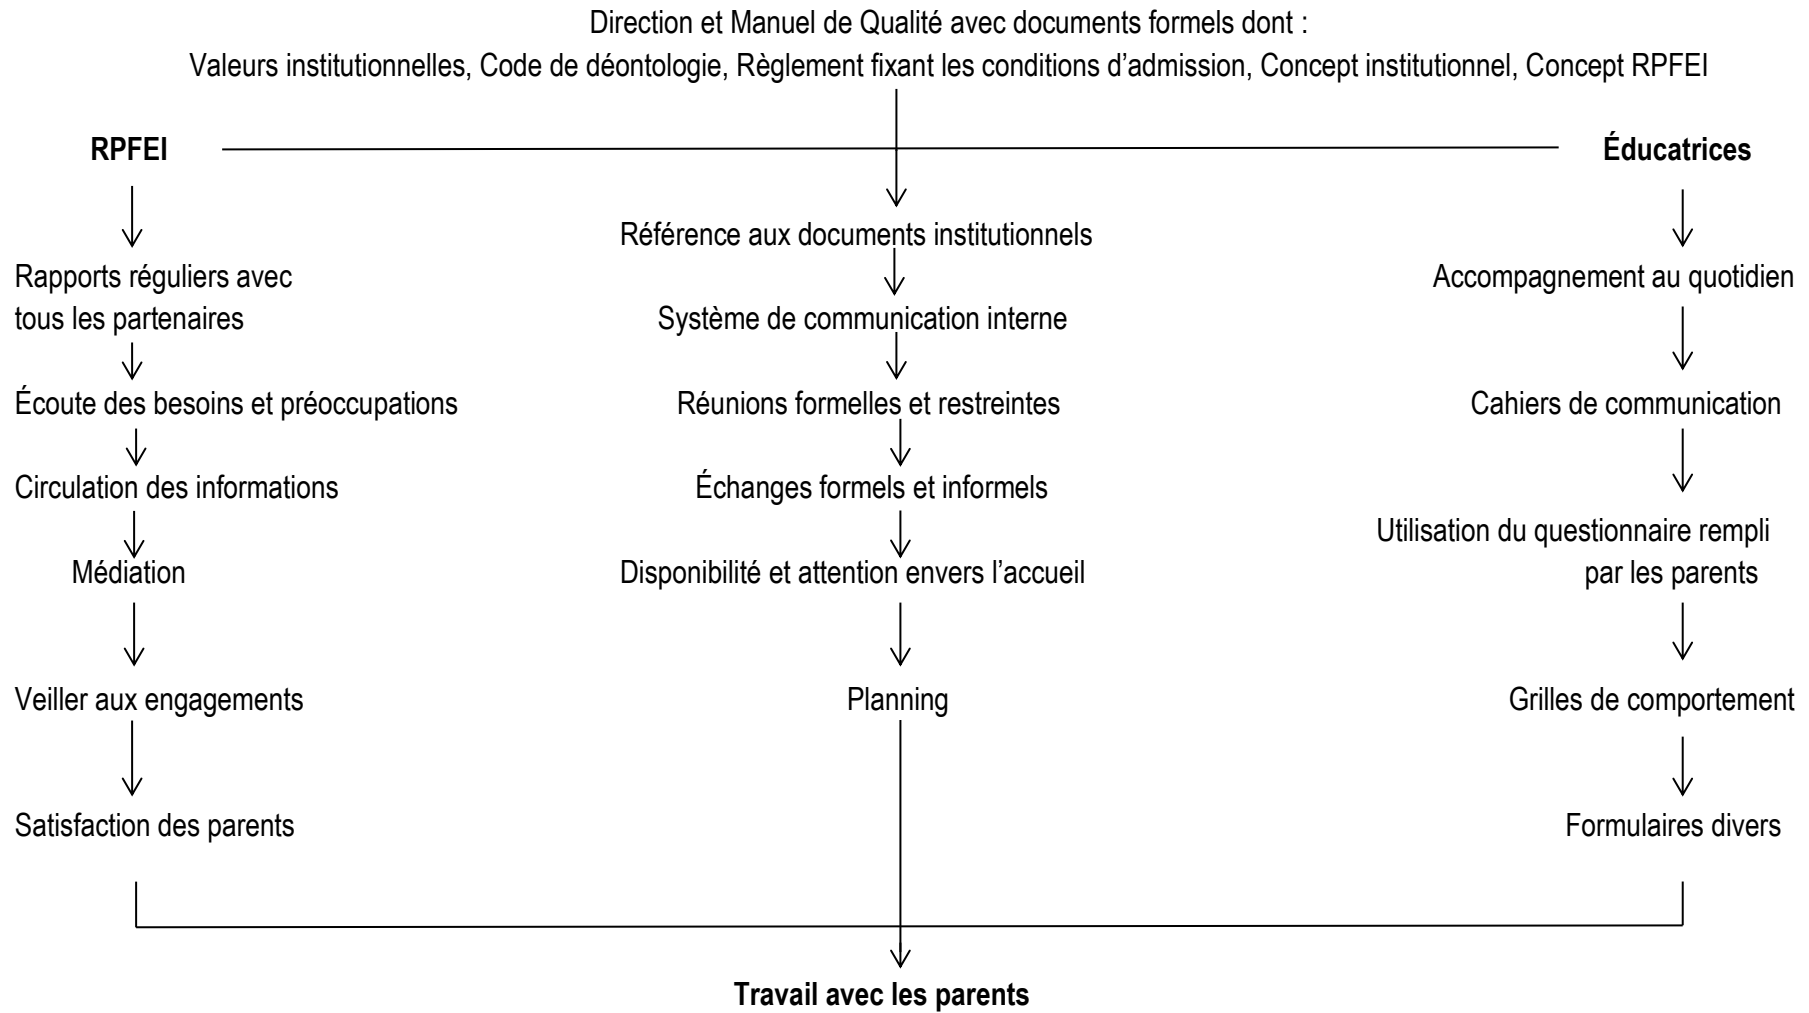 Direction et Manuel de Qualité avec documents formels dont :
Valeurs institutionnelles, Code de déontologie, Règlement fixant les conditions d’admission, Concept institutionnel, Concept RPFEI
RPFEI
Rapports réguliers avec
tous les partenaires
Écoute des besoins et préoccupations
Circulation des informations
Médiation
Veiller aux engagements
Satisfaction des parents
Référence aux documents institutionnels
Système de communication interne
Réunions formelles et restreintes
Échanges formels et informels
Disponibilité et attention envers l’accueil
Planning
Éducatrices
Accompagnement au quotidien
Cahiers de communication
Utilisation du questionnaire rempli
par les parents
Grilles de comportement
Formulaires divers
Travail avec les parents